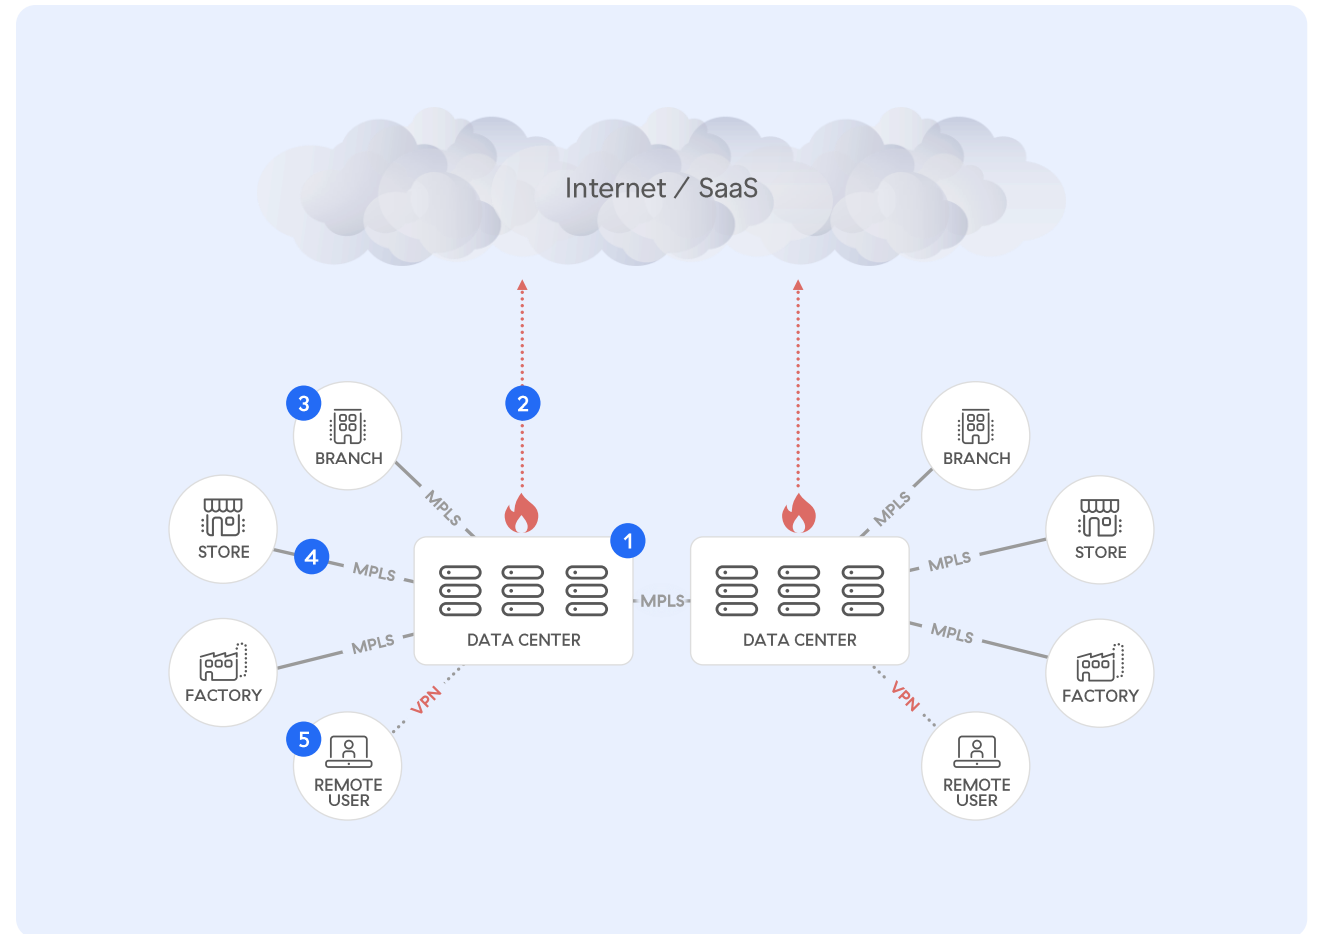 Internet / SaaS
3
BRANCH
2
BRANCH
MPLS
MPLS
STORE
4
MPLS
1
MPLS
STORE
MPLS
DATA CENTER
DATA CENTER
FACTORY
MPLS
MPLS
FACTORY
VPN
VPN
5
REMOTE
USER
REMOTE
USER